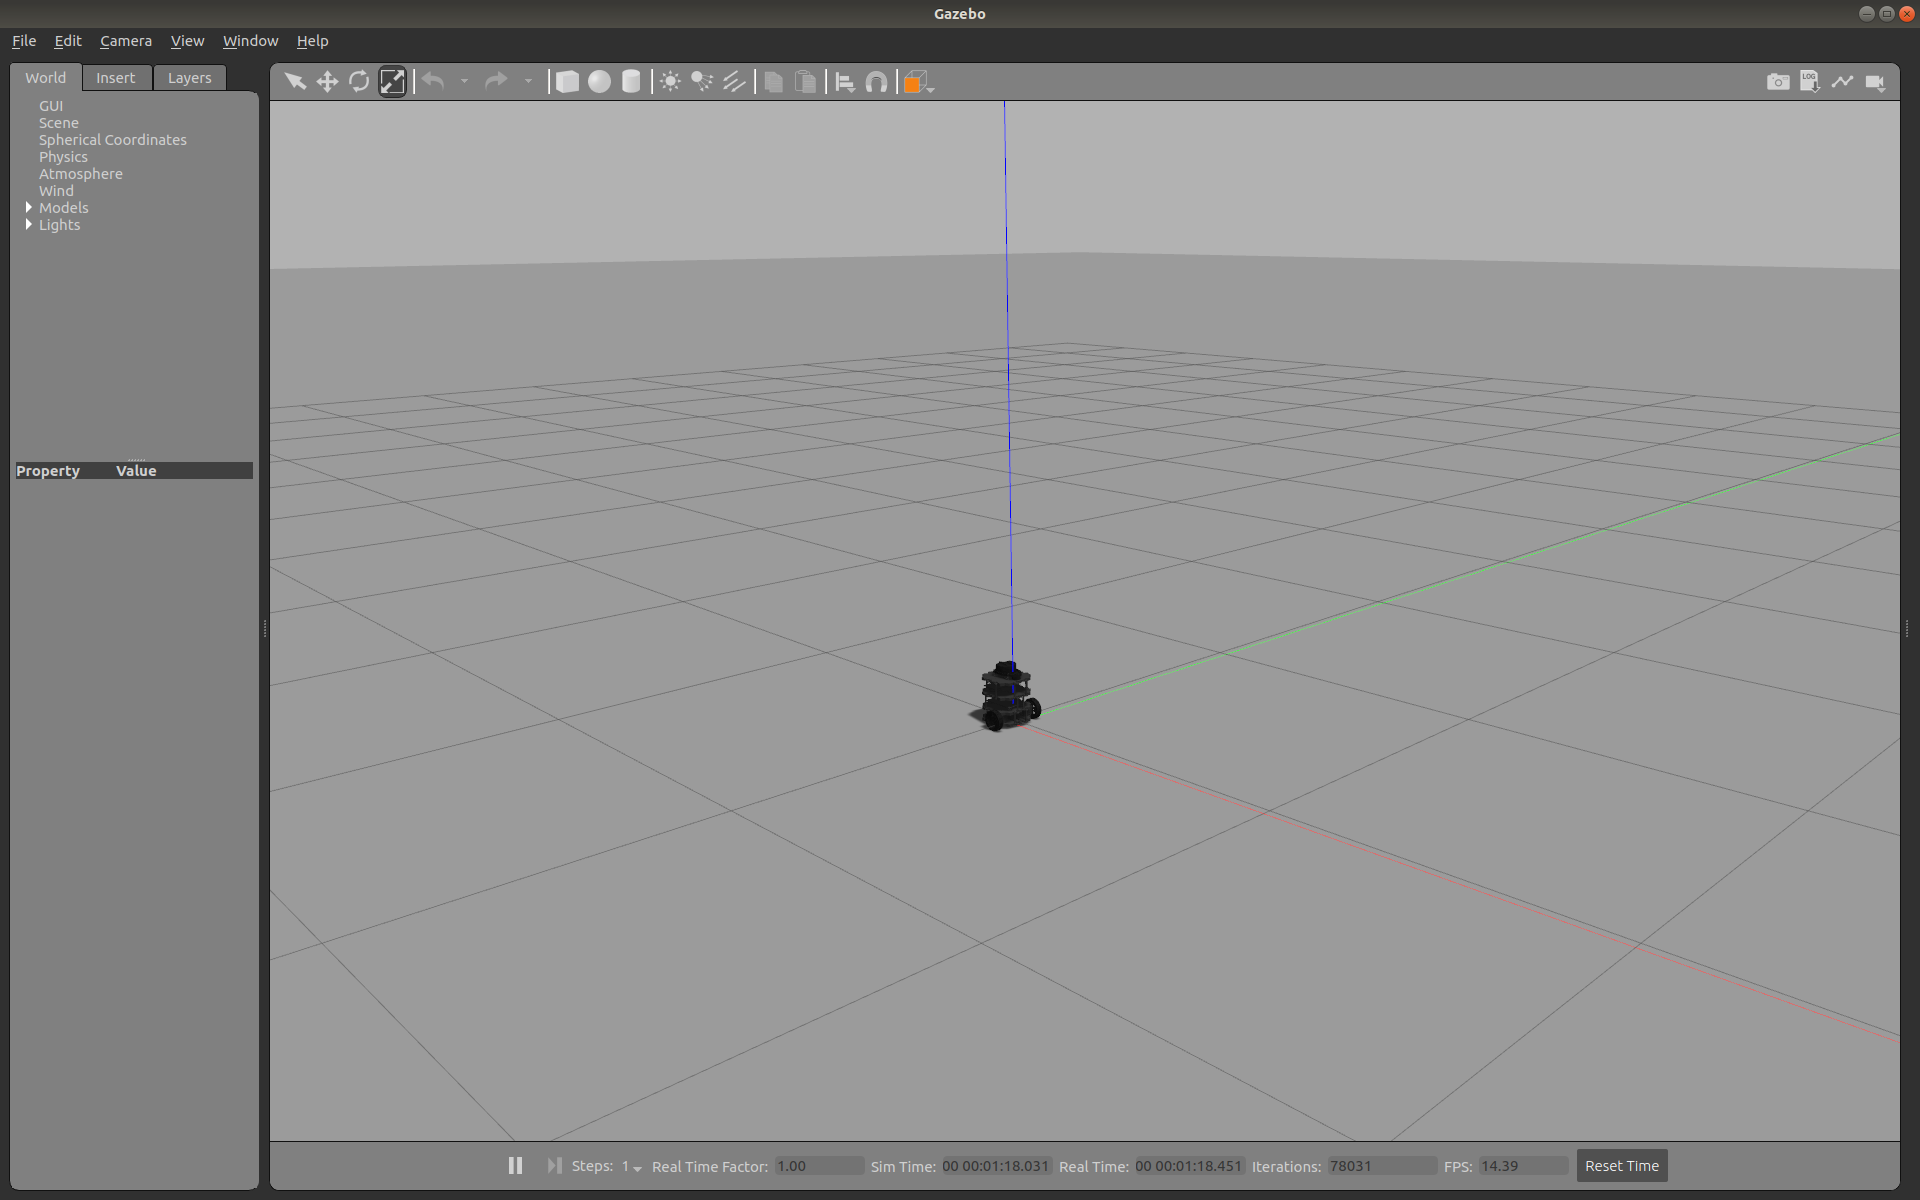 Gazebo
File Edit Camera View Window Help
World Insert Layers
LOG
GUI
Scene
Spherical Coordinates
Physics
Atmosphere
Wind
Models
Lights
Property Value
Steps: 1 Real Time Factor: 1.00 Sim Time: 00 00:01:18.031 Real Time: 00 00:01:18.451 Iterations: 78031 FPS: 14.39 Reset Time